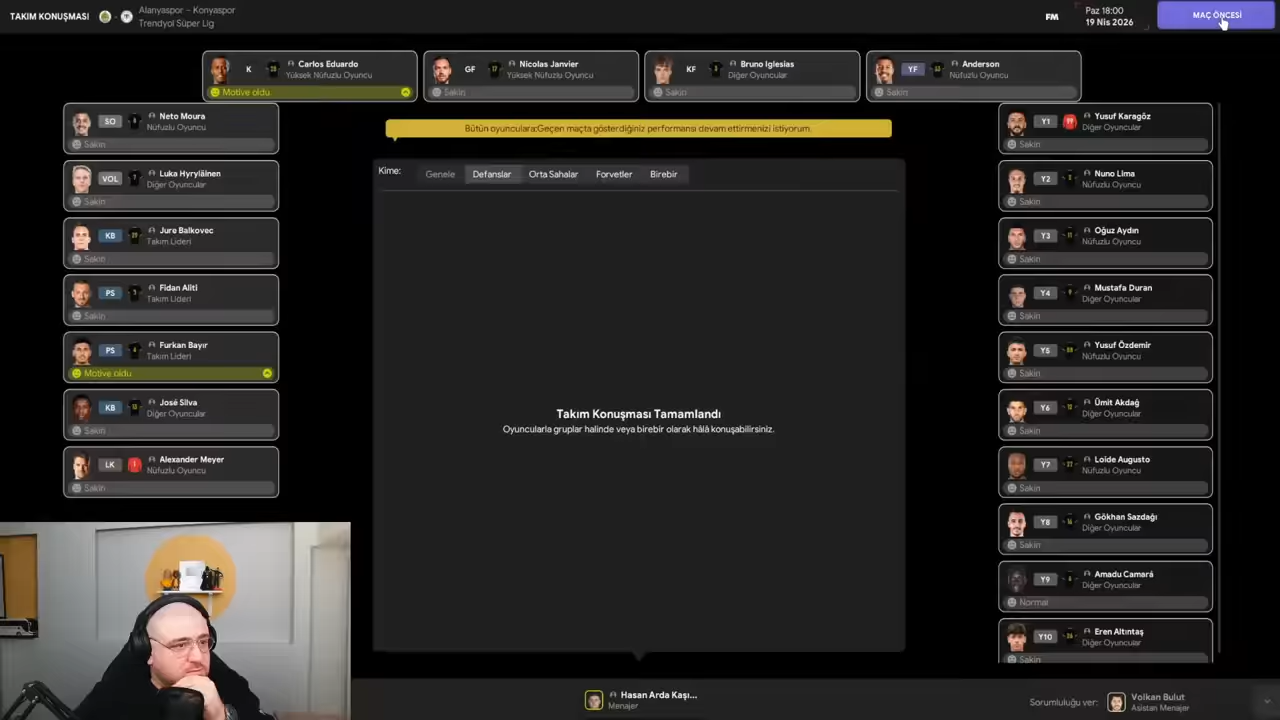 TAKIM KONUŞMASI
Alanyaspor - Konyaspor
Trendyol Süper Lig
FM
Paz 18:00
19 Nis 2026
MAÇ ÖNCESİ
K
Carlos Eduardo
Yüksek Nüfuzlu Oyuncu
Motive oldu
GF
Nicolas Janvier
Yüksek Nüfuzlu Oyuncu
Sakin
KF
Bruno Iglesias
Diğer Oyuncular
Sakin
YF
Anderson
Nüfuzlu Oyuncu
Sakin
SO
Neto Moura
Nüfuzlu Oyuncu
Sakin
VOL
Luka Hyryläinen
Diğer Oyuncular
Sakin
KB
Jure Balkovec
Takım Lideri
Sakin
PS
Fidan Aliti
Takım Lideri
Sakin
PS
Furkan Bayır
Takım Lideri
Motive oldu
KB
José Silva
Diğer Oyuncular
Sakin
LK
Alexander Meyer
Nüfuzlu Oyuncu
Sakin
Bütün oyunculara:Geçen maçta gösterdiğiniz performansı devam ettirmenizi istiyorum.
Kime:
Genele
Defanslar
Orta Sahalar
Forvetler
Birebir
Takım Konuşması Tamamlandı
Oyuncularla gruplar halinde veya birebir olarak hâlâ konuşabilirsiniz.
Y1
Yusuf Karagöz
Diğer Oyuncular
Sakin
Y2
Nuno Lima
Nüfuzlu Oyuncu
Sakin
Y3
Oğuz Aydın
Nüfuzlu Oyuncu
Sakin
Y4
Mustafa Duran
Diğer Oyuncular
Sakin
Y5
Yusuf Özdemir
Nüfuzlu Oyuncu
Sakin
Y6
Ümit Akdağ
Diğer Oyuncular
Sakin
Y7
Loide Augusto
Nüfuzlu Oyuncu
Sakin
Y8
Gökhan Sazdağı
Diğer Oyuncular
Sakin
Y9
Amadu Camará
Diğer Oyuncular
Normal
Y10
Eren Altıntaş
Diğer Oyuncular
Sakin
Hasan Arda Kaşı...
Menajer
Sorumluluğu ver:
Volkan Bulut
Asistan Menajer